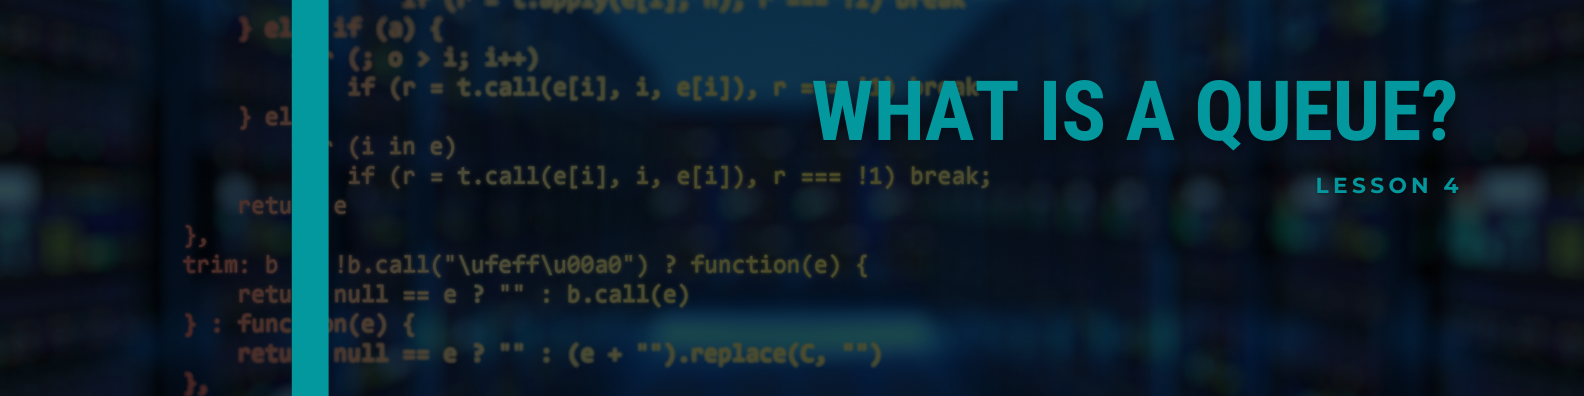 if (r = t.apply(e[i], n), r === !1) break
} el if (a) {
(; o > i; i++)
if (r = t.call(e[i], i, e[i]), r === !1) break
WHAT IS A QUEUE?
} el
(i in e)
if (r = t.call(e[i], i, e[i]), r === !1) break;
LESSON 4
retu e
},
trim: b !b.call("\ufeff\u00a0") ? function(e) {
retu null == e ? "" : b.call(e)
} : func on(e) {
retu null == e ? "" : (e + "").replace(C, "")
},